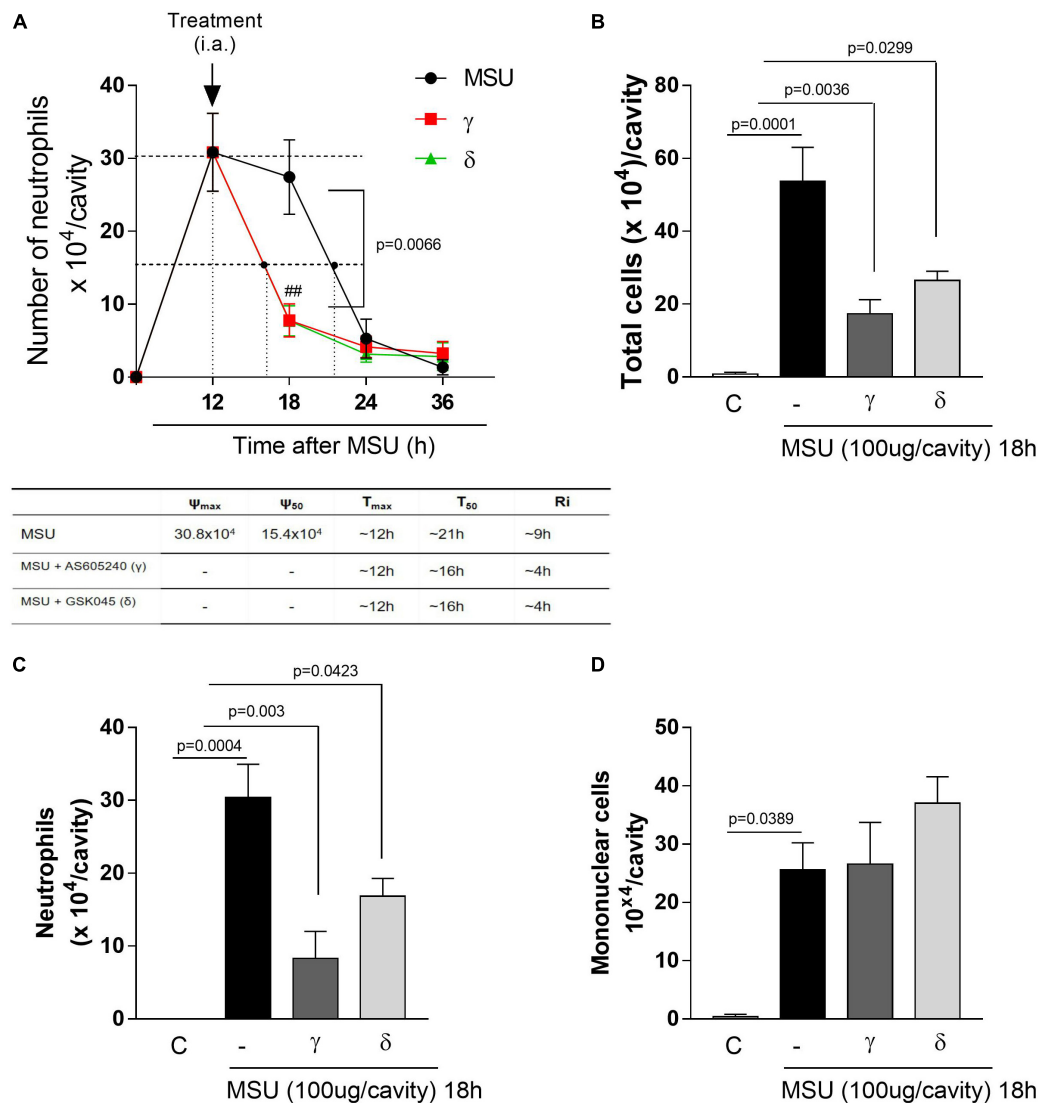 A
Treatment
(i.a.)
Number of neutrophils
x 10⁴/cavity
40
30
20
10
0
12
18
24
36
Time after MSU (h)
MSU
γ
δ
p=0.0066
##
B
Total cells (x 10⁴)/cavity
80
60
40
20
0
p=0.0299
p=0.0036
p=0.0001
C
-
γ
δ
MSU (100ug/cavity) 18h
Ψmax Ψ50 Tmax T50 Ri
MSU 30.8x10⁴ 15.4x10⁴ ~12h ~21h ~9h
MSU + AS605240 (γ) - - ~12h ~16h ~4h
MSU + GSK045 (δ) - - ~12h ~16h ~4h
C
Neutrophils
(x 10⁴/cavity)
40
30
20
10
0
p=0.0423
p=0.003
p=0.0004
C
-
γ
δ
MSU (100ug/cavity) 18h
D
Mononuclear cells
10ˣ⁴/cavity
50
40
30
20
10
0
p=0.0389
C
-
γ
δ
MSU (100ug/cavity) 18h